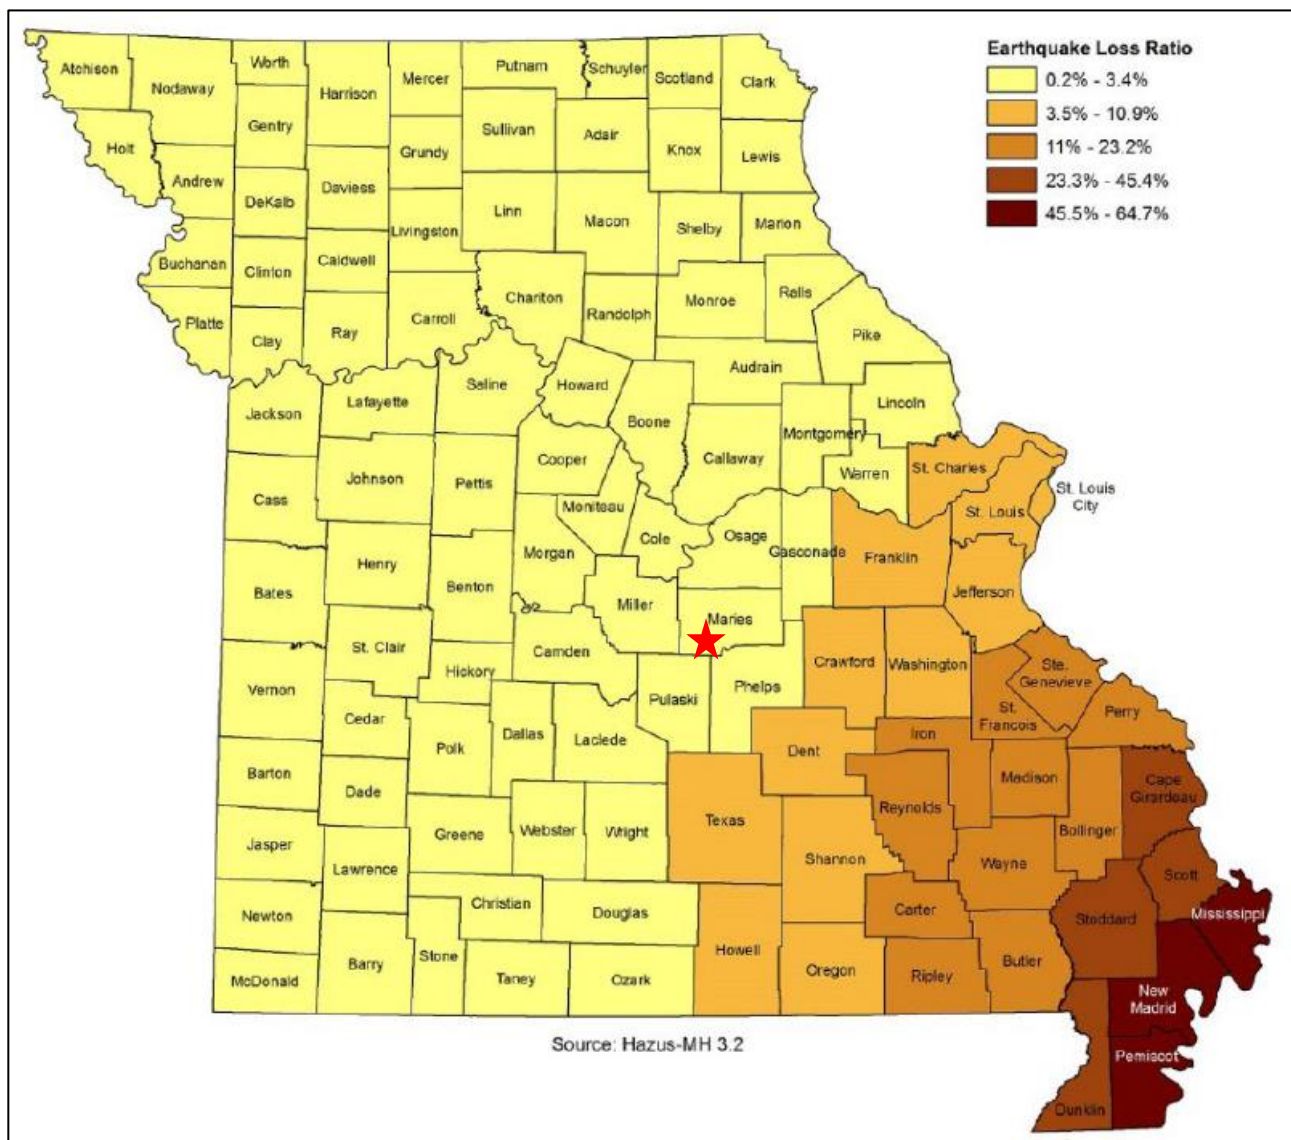 Earthquake Loss Ratio
0.2% - 3.4%
3.5% - 10.9%
11% - 23.2%
23.3% - 45.4%
45.5% - 64.7%
Atchison
Nodaway
Worth
Harrison
Mercer
Putnam
Schuyler
Scotland
Clark
Gentry
Sullivan
Adair
Holt
Grundy
Knox
Lewis
Andrew
DeKalb
Daviess
Linn
Macon
Shelby
Marion
Livingston
Buchanan
Clinton
Caldwell
Chariton
Randolph
Monroe
Ralls
Platte
Clay
Ray
Carroll
Pike
Audrain
Saline
Howard
Jackson
Lafayette
Boone
Lincoln
Montgomery
Cooper
Callaway
Warren
St. Charles
Johnson
Pettis
Cass
Moniteau
St. Louis
City
St. Louis
Cole
Osage
Gasconade
Franklin
Morgan
Henry
Benton
Bates
Jefferson
Miller
Maries
St. Clair
Camden
Hickory
Crawford
Washington
Ste.
Genevieve
Vernon
Pulaski
Phelps
St.
Francois
Perry
Cedar
Polk
Dallas
Laclede
Dent
Iron
Barton
Dade
Madison
Cape
Girardeau
Texas
Reynolds
Greene
Webster
Wright
Bollinger
Jasper
Lawrence
Shannon
Wayne
Scott
Christian
Douglas
Carter
Stoddard
Mississippi
Newton
Stone
Howell
Barry
Taney
Ozark
Oregon
Ripley
Butler
McDonald
New
Madrid
Pemiscot
Dunklin
Source: Hazus-MH 3.2